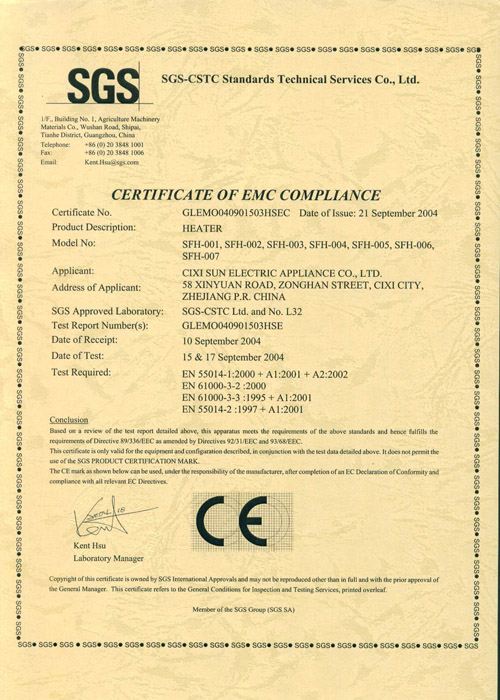 SGS
SGS-CSTC Standards Technical Services Co., Ltd.
1/F., Building No. 1, Agriculture Machinery
Materials Co., Wushan Road, Shipai,
Tianhe District, Guangzhou, China
Telephone: +86 (0) 20 3848 1001
Fax: +86 (0) 20 3848 1006
Email: Kent.Hsu@sgs.com
CERTIFICATE OF EMC COMPLIANCE
Certificate No. GLEMO040901503HSEC Date of Issue: 21 September 2004
Product Description: HEATER
Model No: SFH-001, SFH-002, SFH-003, SFH-004, SFH-005, SFH-006,
SFH-007
Applicant: CIXI SUN ELECTRIC APPLIANCE CO., LTD.
Address of Applicant: 58 XINYUAN ROAD, ZONGHAN STREET, CIXI CITY,
ZHEJIANG P.R. CHINA
SGS Approved Laboratory: SGS-CSTC Ltd. and No. L32
Test Report Number(s): GLEMO040901503HSE
Date of Receipt: 10 September 2004
Date of Test: 15 & 17 September 2004
Test Required: EN 55014-1:2000 + A1:2001 + A2:2002
EN 61000-3-2 :2000
EN 61000-3-3 :1995 + A1:2001
EN 55014-2 :1997 + A1:2001
Conclusion
Based on a review of the test report detailed above, this apparatus meets the requirements of the above standards and hence fulfills the
requirements of Directive 89/336/EEC as amended by Directives 92/31/EEC and 93/68/EEC.
This certificate is only valid for the equipment and configuration described, in conjunction with the test data detailed above. It does not permit the
use of the SGS PRODUCT CERTIFICATION MARK.
The CE mark as shown below can be used, under the responsibility of the manufacturer, after completion of an EC Declaration of Conformity and
compliance with all relevant EC Directives.
CE
Kent Hsu
Laboratory Manager
Copyright of this certificate is owned by SGS International Approvals and may not be reproduced other than in full and with the prior approval of
the General Manager. This certificate refers to the General Conditions for Inspection and Testing Services, printed overleaf.
Member of the SGS Group (SGS SA)